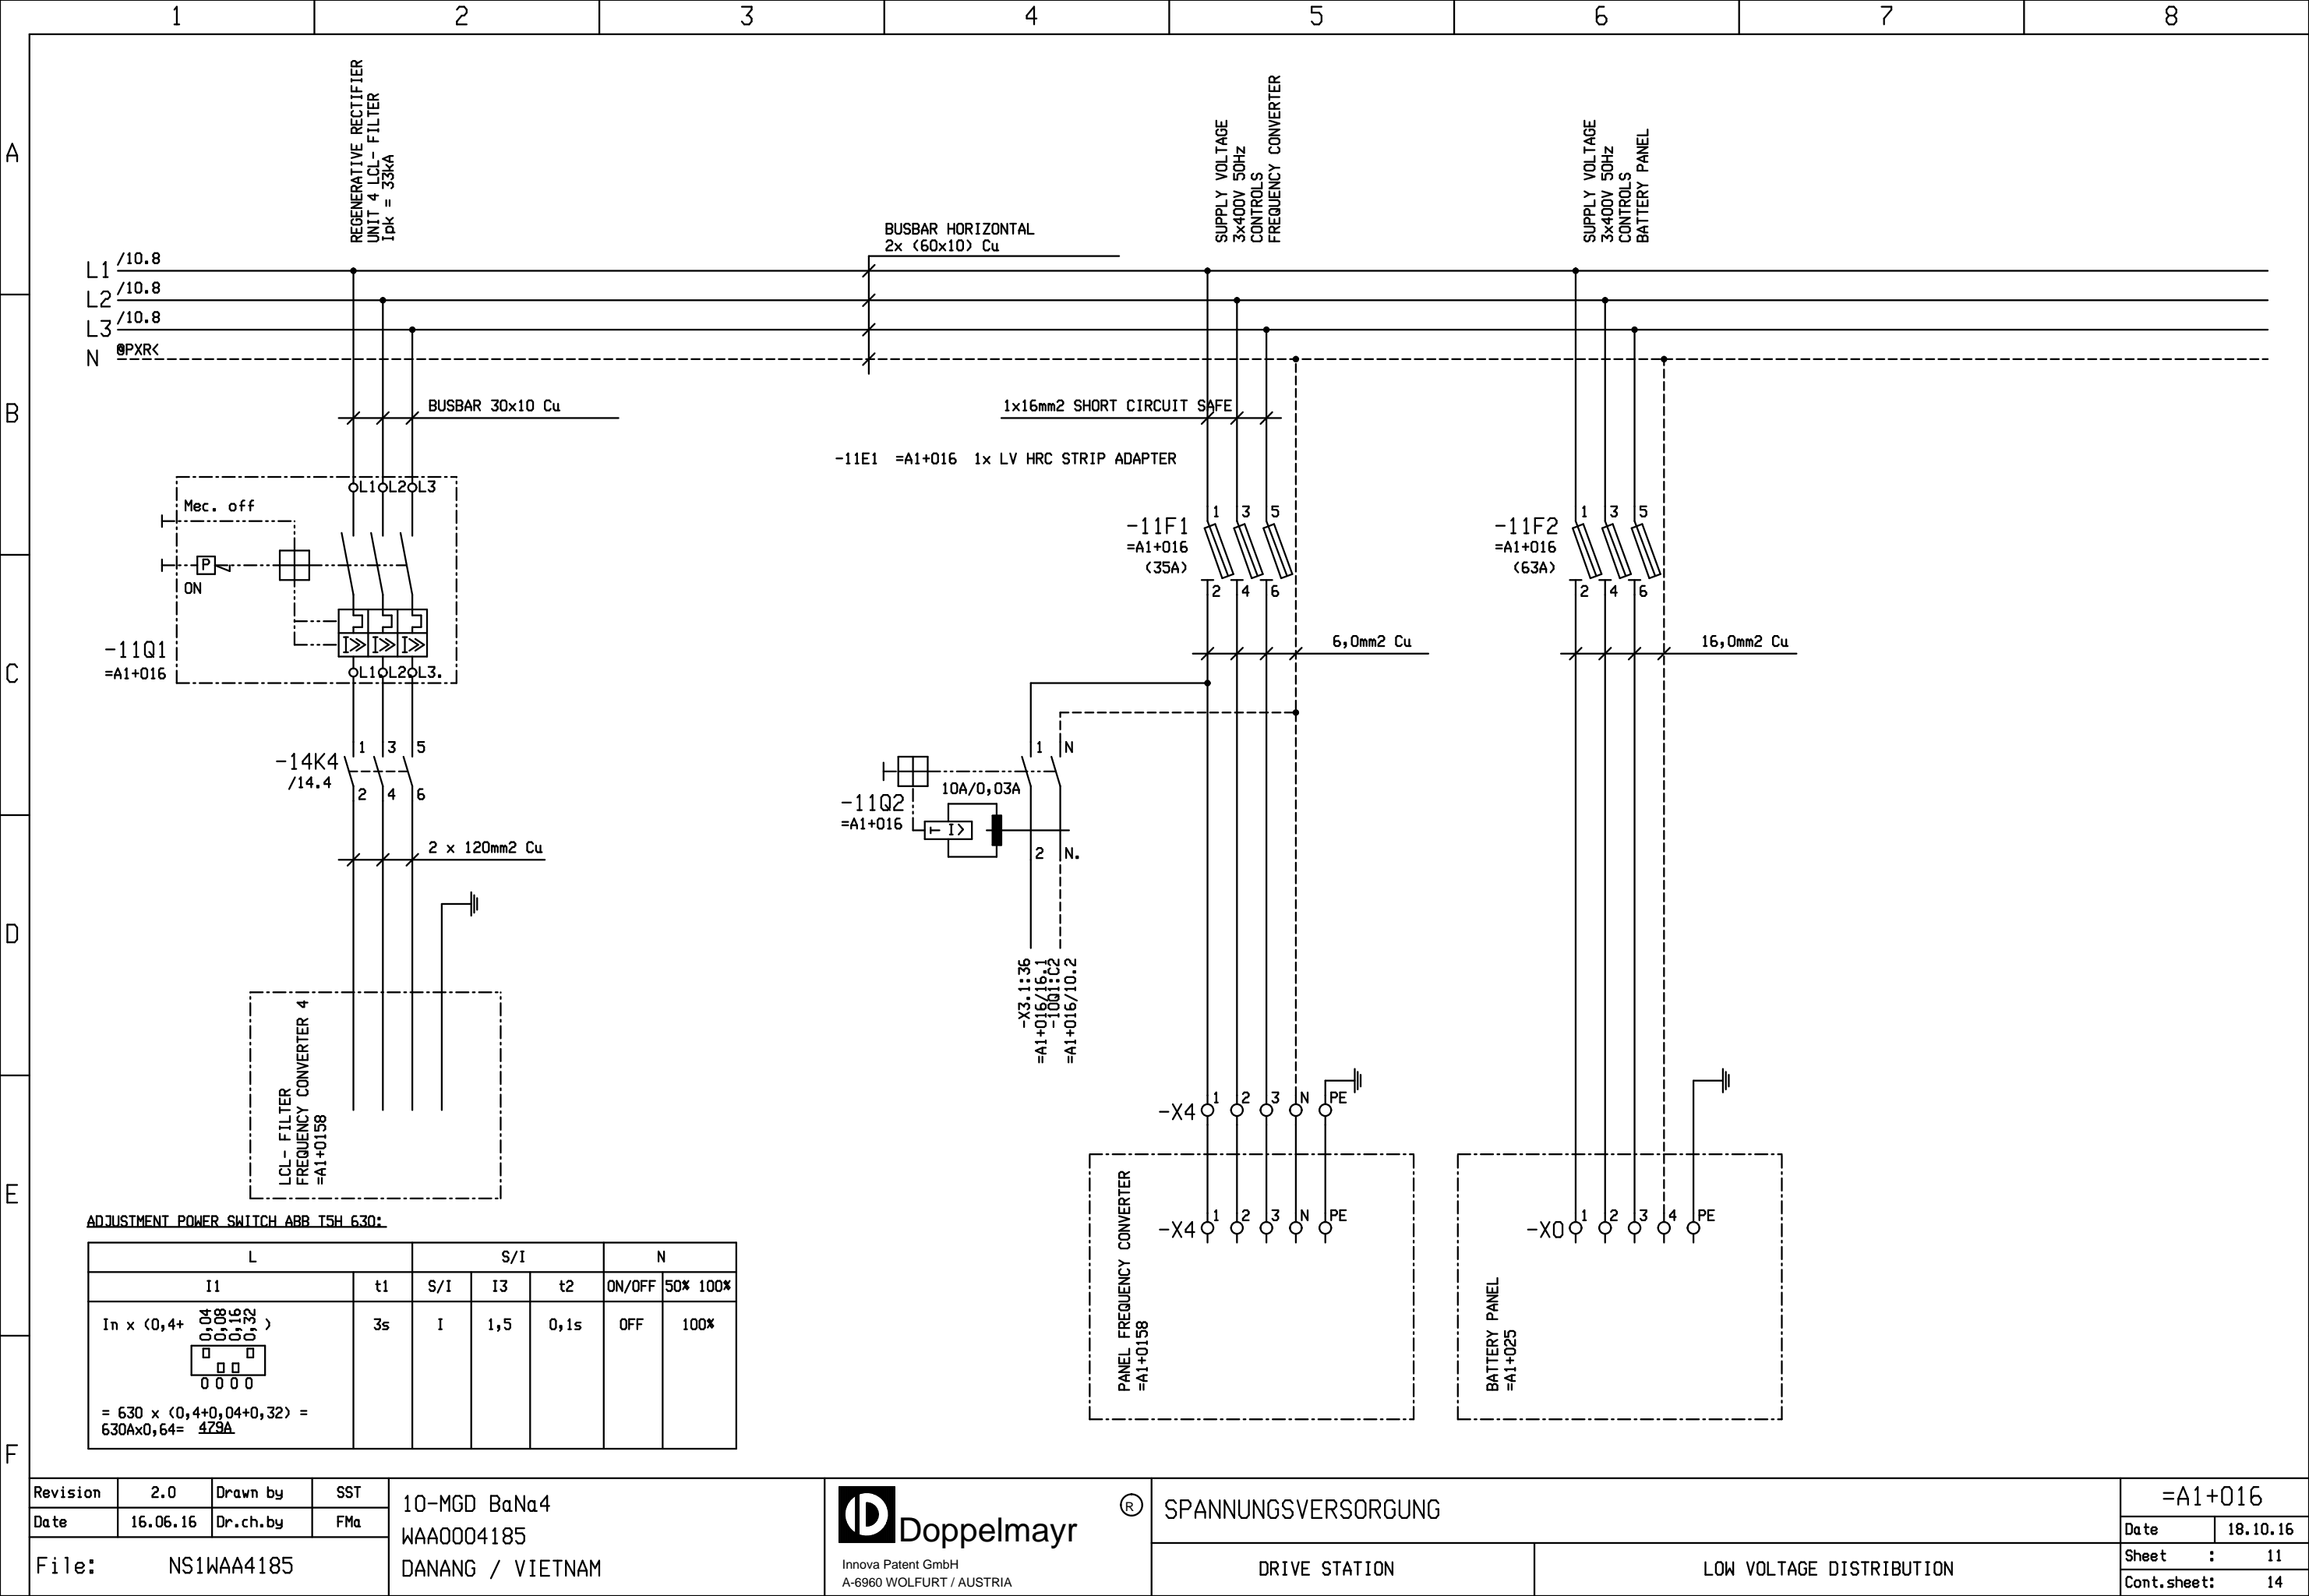 1 2 3 4 5 6 7 8
A
B
C
D
E
F
REGENERATIVE RECTIFIER
UNIT 4 LCL- FILTER
Ipk = 33kA
BUSBAR HORIZONTAL
2x (60x10) Cu
SUPPLY VOLTAGE
3x400V 50Hz
CONTROLS
FREQUENCY CONVERTER
SUPPLY VOLTAGE
3x400V 50Hz
CONTROLS
BATTERY PANEL
L1 /10.8
L2 /10.8
L3 /10.8
N @PXR<
BUSBAR 30x10 Cu
1x16mm2 SHORT CIRCUIT SAFE
-11E1 =A1+016 1x LV HRC STRIP ADAPTER
L1 L2 L3
Mec. off
P
ON
I≫ I≫ I≫
-11Q1
=A1+016
L1. L2. L3.
1 3 5
-11F1
=A1+016
(35A)
2 4 6
1 3 5
-11F2
=A1+016
(63A)
2 4 6
6,0mm2 Cu
16,0mm2 Cu
1 3 5
-14K4
/14.4
2 4 6
2 x 120mm2 Cu
1 N
10A/0,03A
-11Q2
=A1+016
I>
2 N.
-X3.1:36
=A1+016/16.1
-10Q1:C2
=A1+016/10.2
LCL- FILTER
FREQUENCY CONVERTER 4
=A1+0158
-X4 1 2 3 N PE
-X4 1 2 3 N PE
PANEL FREQUENCY CONVERTER
=A1+0158
-X0 1 2 3 4 PE
BATTERY PANEL
=A1+025
ADJUSTMENT POWER SWITCH ABB T5H 630:
L S/I N
I1 t1 S/I I3 t2 ON/OFF 50% 100%
In x (0,4+ 0,04 0,08 0,16 0,32 ) 3s I 1,5 0,1s OFF 100%
0 0 0 0
= 630 x (0,4+0,04+0,32) =
630Ax0,64= 479A
Revision 2.0 Drawn by SST
Date 16.06.16 Dr.ch.by FMa
File: NS1WAA4185
10-MGD BaNa4
WAA0004185
DANANG / VIETNAM
Doppelmayr ®
Innova Patent GmbH
A-6960 WOLFURT / AUSTRIA
SPANNUNGSVERSORGUNG
DRIVE STATION LOW VOLTAGE DISTRIBUTION
=A1+016
Date 18.10.16
Sheet : 11
Cont.sheet: 14